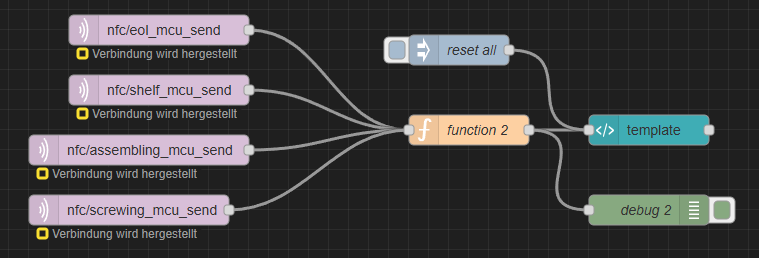 nfc/eol_mcu_send
Verbindung wird hergestellt
reset all
nfc/shelf_mcu_send
Verbindung wird hergestellt
function 2
template
nfc/assembling_mcu_send
Verbindung wird hergestellt
nfc/screwing_mcu_send
Verbindung wird hergestellt
debug 2